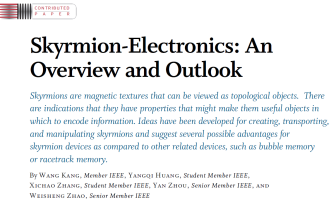 CONTRIBUTED
PAPER
Skyrmion-Electronics: An
Overview and Outlook
Skyrmions are magnetic textures that can be viewed as topological objects. There
are indications that they have properties that might make them useful objects in
which to encode information. Ideas have been developed for creating, transporting,
and manipulating skyrmions and suggest several possible advantages for
skyrmion devices as compared to other related devices, such as bubble memory
or racetrack memory.
By Wang Kang, Member IEEE, Yangqi Huang, Student Member IEEE,
Xichao Zhang, Student Member IEEE, Yan Zhou, Senior Member IEEE, and
Weisheng Zhao, Senior Member IEEE